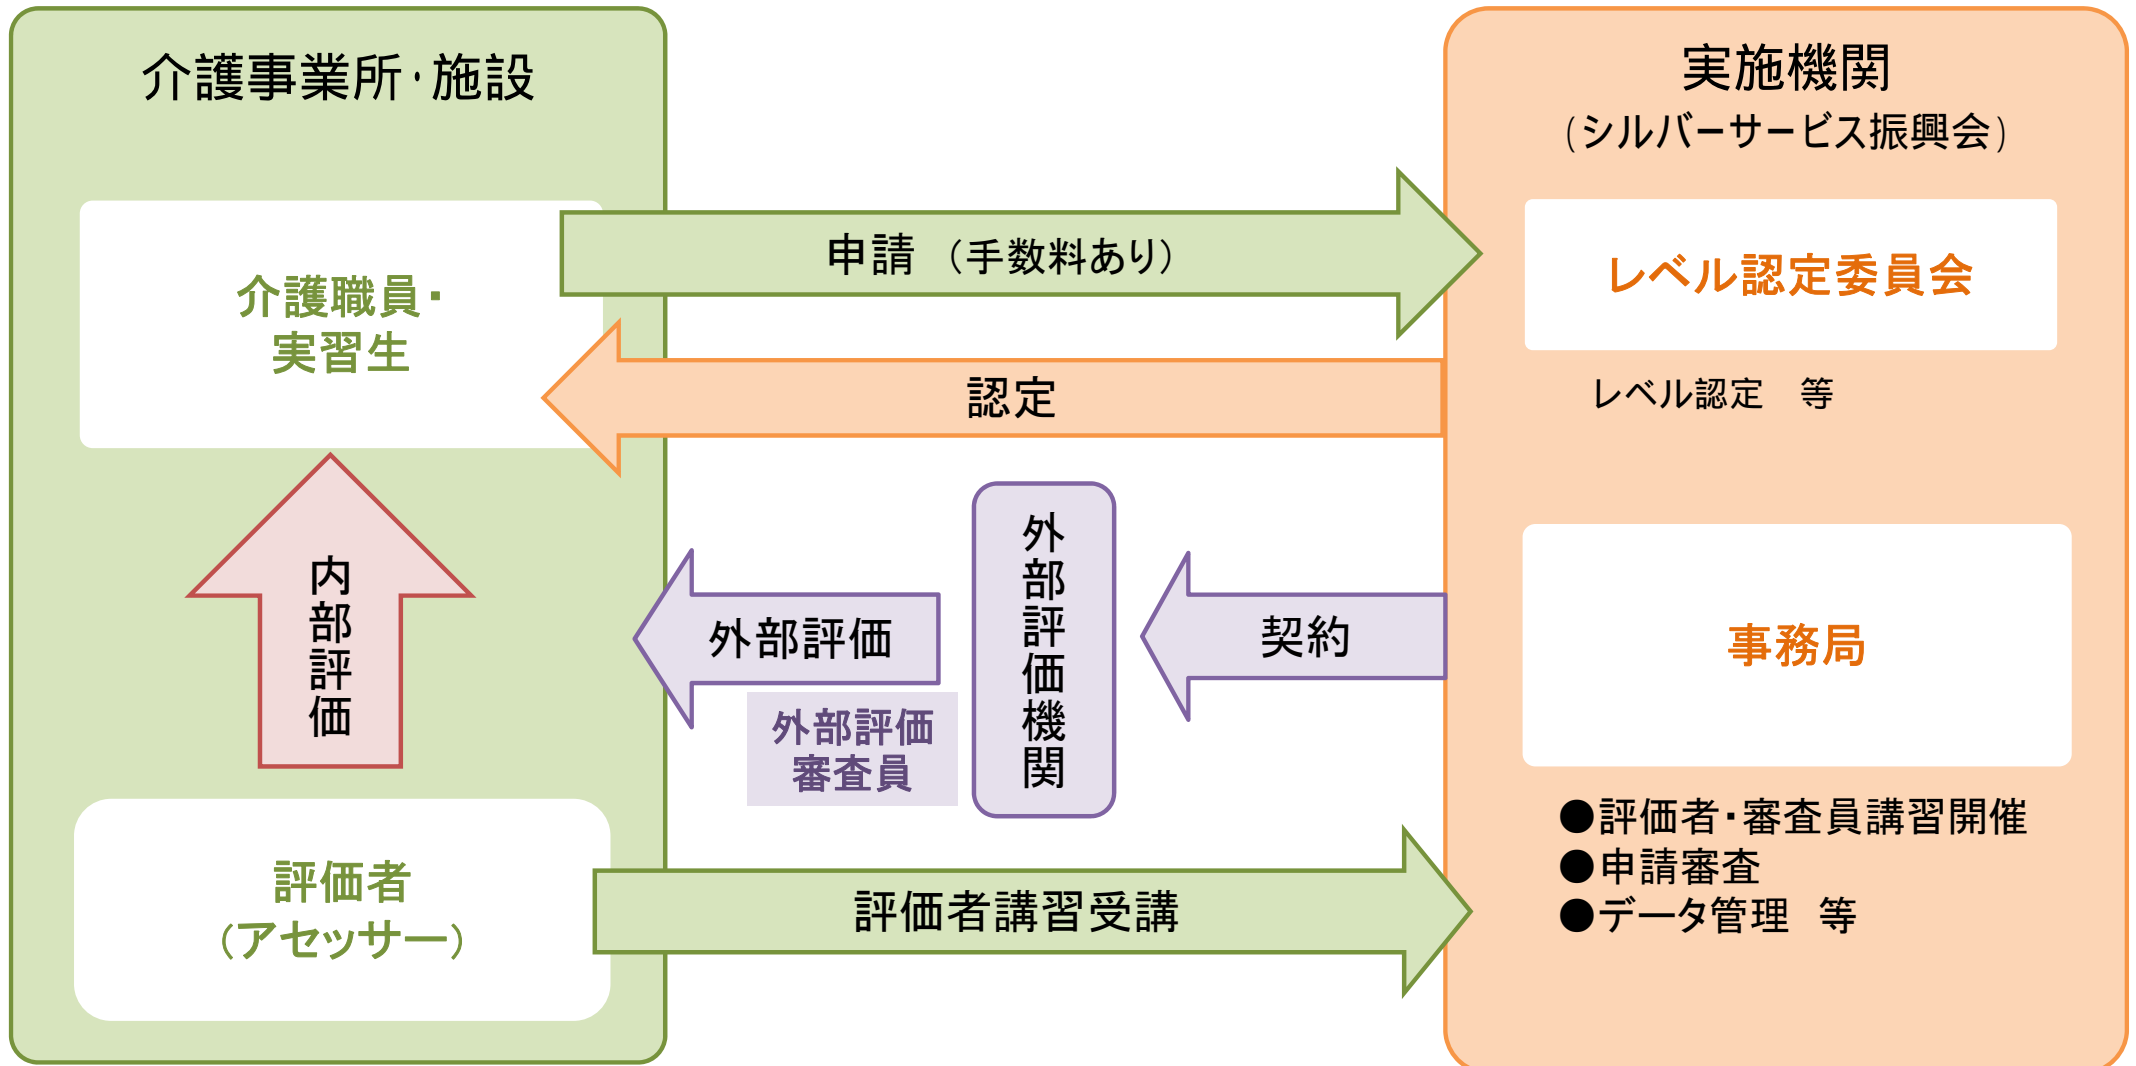 介護事業所・施設
介護職員・
実習生
内部評価
評価者
（アセッサー）
申請　（手数料あり）
認定
外部評価
外部評価
審査員
外部評価機関
契約
評価者講習受講
実施機関
（シルバーサービス振興会）
レベル認定委員会
レベル認定　等
事務局
●評価者・審査員講習開催
●申請審査
●データ管理　等